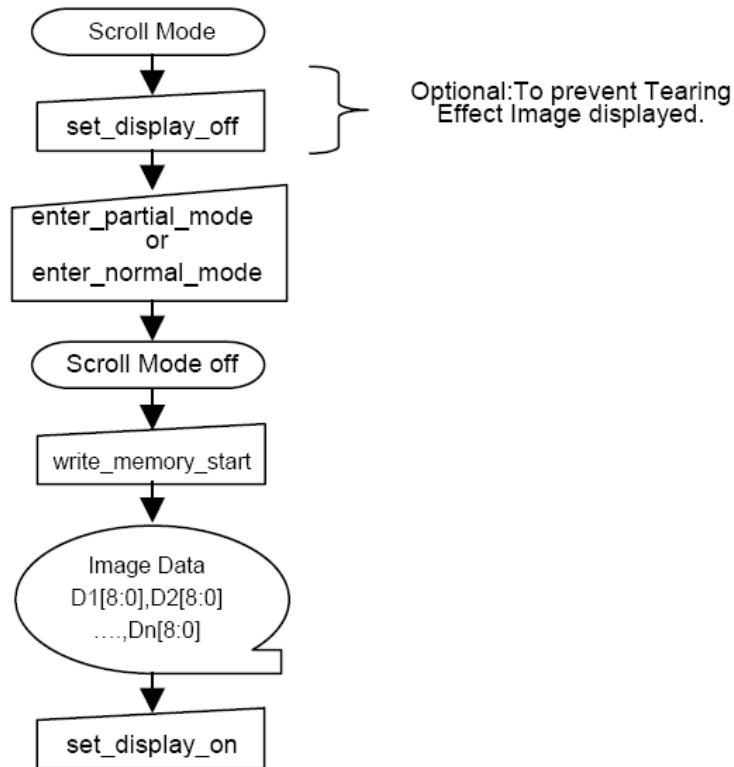 Scroll Mode
Optional:To prevent Tearing
Effect Image displayed.
set_display_off
enter_partial_mode
or
enter_normal_mode
Scroll Mode off
write_memory_start
Image Data
D1[8:0],D2[8:0]
....,Dn[8:0]
set_display_on